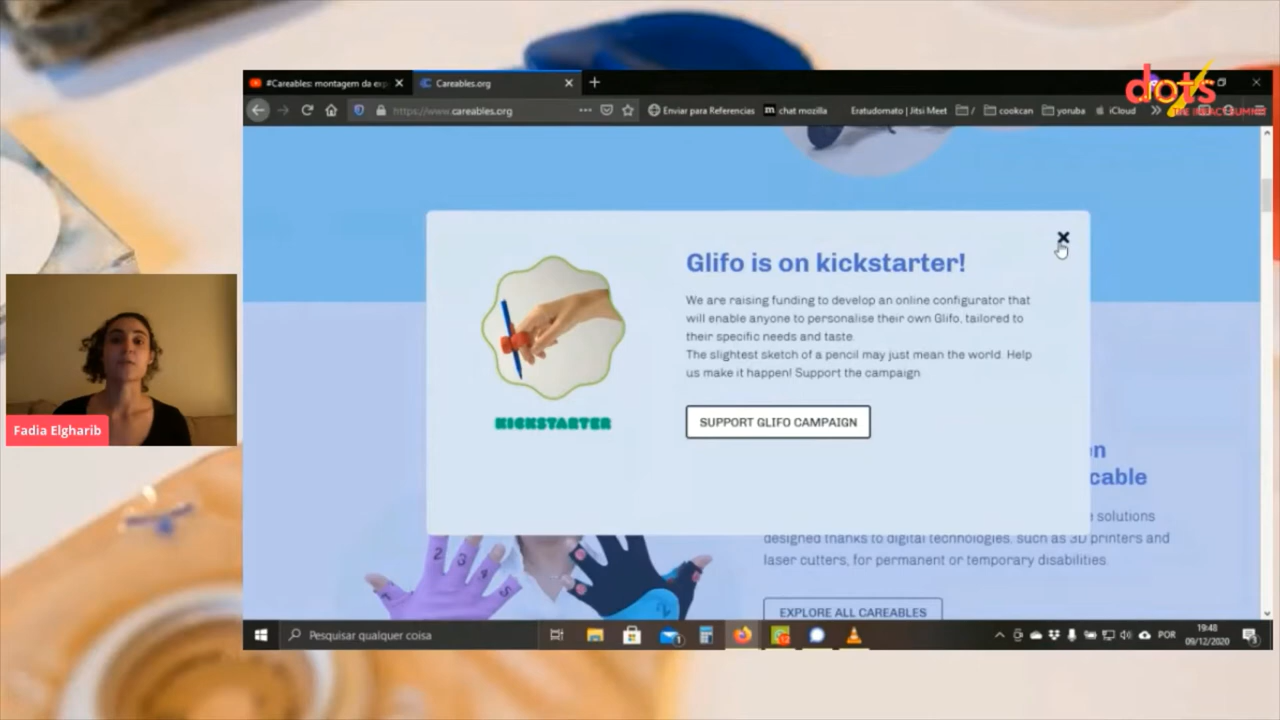 #Careables: montagem da ex
Careables.org
dots
https://www.careables.org
Enviar para Referencias
m chat mozilla
Eratudomato | Jitsi Meet
/
cookcan
yoruba
iCloud
Glifo is on kickstarter!
We are raising funding to develop an online configurator that
will enable anyone to personalise their own Glifo, tailored to
their specific needs and taste.
The slightest sketch of a pencil may just mean the world. Help
us make it happen! Support the campaign
KICKSTARTER
SUPPORT GLIFO CAMPAIGN
Fadia Elgharib
cable
solutions
designed thanks to digital technologies, such as 3D printers and
laser cutters, for permanent or temporary disabilities.
2 3 4 5
EXPLORE ALL CAREABLES
Pesquisar qualquer coisa
POR
19:48
09/12/2020